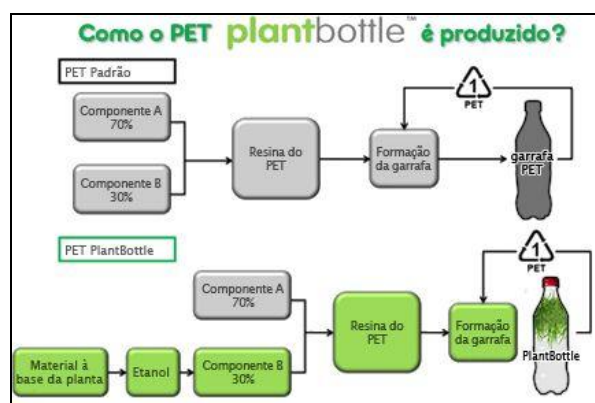 Como o PET plantbottle™ é produzido?
PET Padrão
Componente A
70%
Componente B
30%
Resina do
PET
Formação
da garrafa
1
PET
garrafa
PET
PET PlantBottle
Componente A
70%
Material à
base da planta
Etanol
Componente B
30%
Resina do
PET
Formação
da garrafa
1
PET
PlantBottle